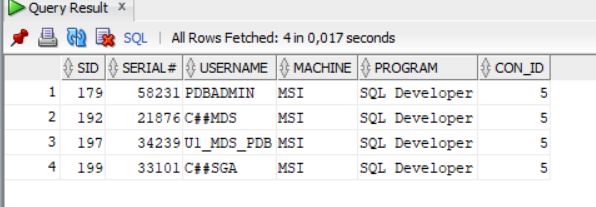 Query Result x
SQL | All Rows Fetched: 4 in 0,017 seconds
SID SERIAL# USERNAME MACHINE PROGRAM CON_ID
1 179 58231 PDBADMIN MSI SQL Developer 5
2 192 21876 C##MDS MSI SQL Developer 5
3 197 34239 U1_MDS_PDB MSI SQL Developer 5
4 199 33101 C##SGA MSI SQL Developer 5